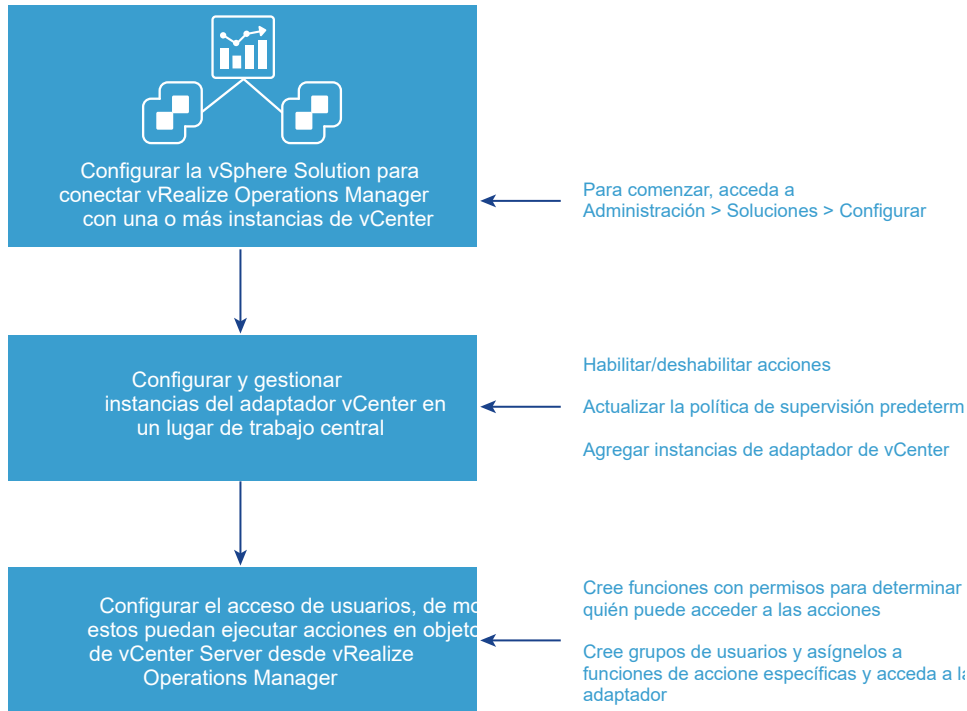 Configurar la vSphere Solution para
conectar vRealize Operations Manager
con una o más instancias de vCenter
Para comenzar, acceda a
Administración > Soluciones > Configurar
Configurar y gestionar
instancias del adaptador vCenter en
un lugar de trabajo central
Habilitar/deshabilitar acciones
Actualizar la política de supervisión predeterm
Agregar instancias de adaptador de vCenter
Configurar el acceso de usuarios, de mo
estos puedan ejecutar acciones en objeto
de vCenter Server desde vRealize
Operations Manager
Cree funciones con permisos para determinar
quién puede acceder a las acciones
Cree grupos de usuarios y asígnelos a
funciones de accione específicas y acceda a la
adaptador